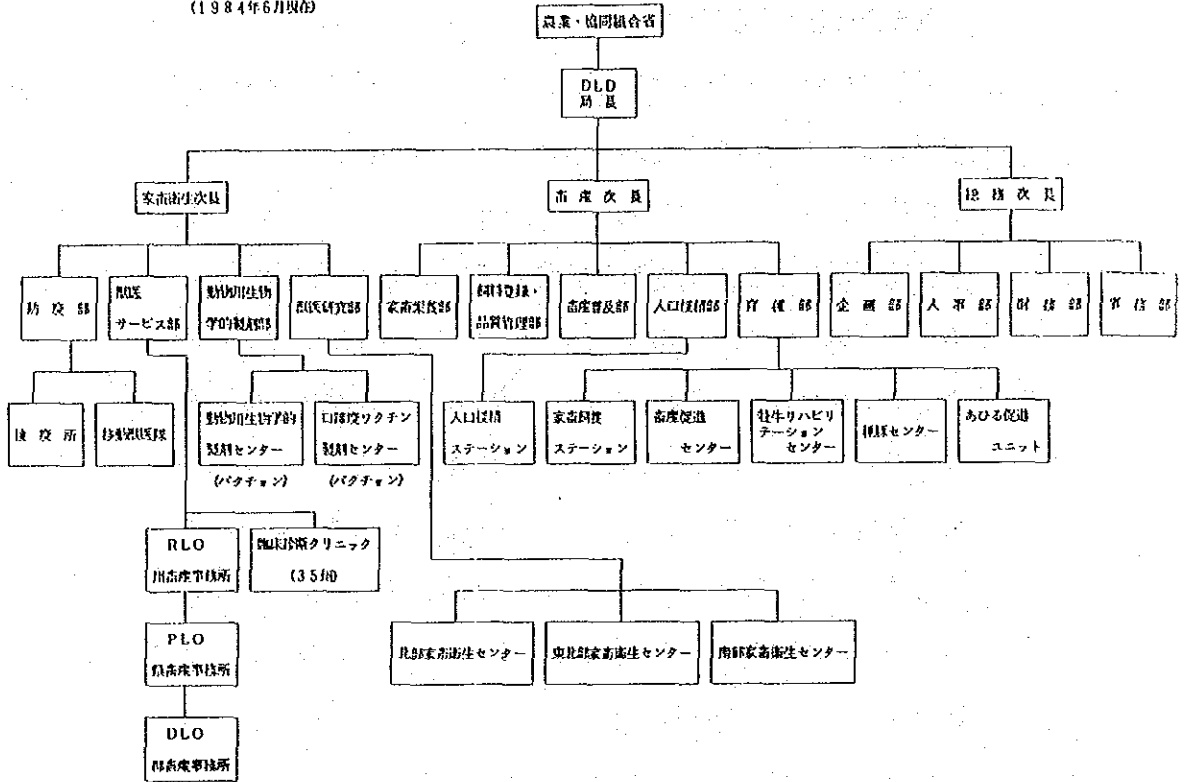 (1984年6月現在)
農業・協同組合省
DLD
局長
家畜衛生次長
畜産次長
総務次長
防疫部
獣医
サービス部
動物用生物
学的製剤部
獣医研究部
家畜栄養部
飼料登録・
品質管理部
畜産普及部
人口授精部
育種部
企画部
人事部
財務部
検疫所
移動獣医隊
動物用生物学的
製剤センター
(パクチョン)
口蹄疫ワクチン
製剤センター
(パクチョン)
人口授精
ステーション
家畜飼養
ステーション
畜産促進
センター
牡牛リハビリ
テーション
センター
種豚センター
あひる促進
ユニット
RLO
州畜産事務所
臨床診療クリニック
PLO
県畜産事務所
DLO
郡畜産事務所
北部家畜衛生センター
東北部家畜衛生センター
南部家畜衛生センター